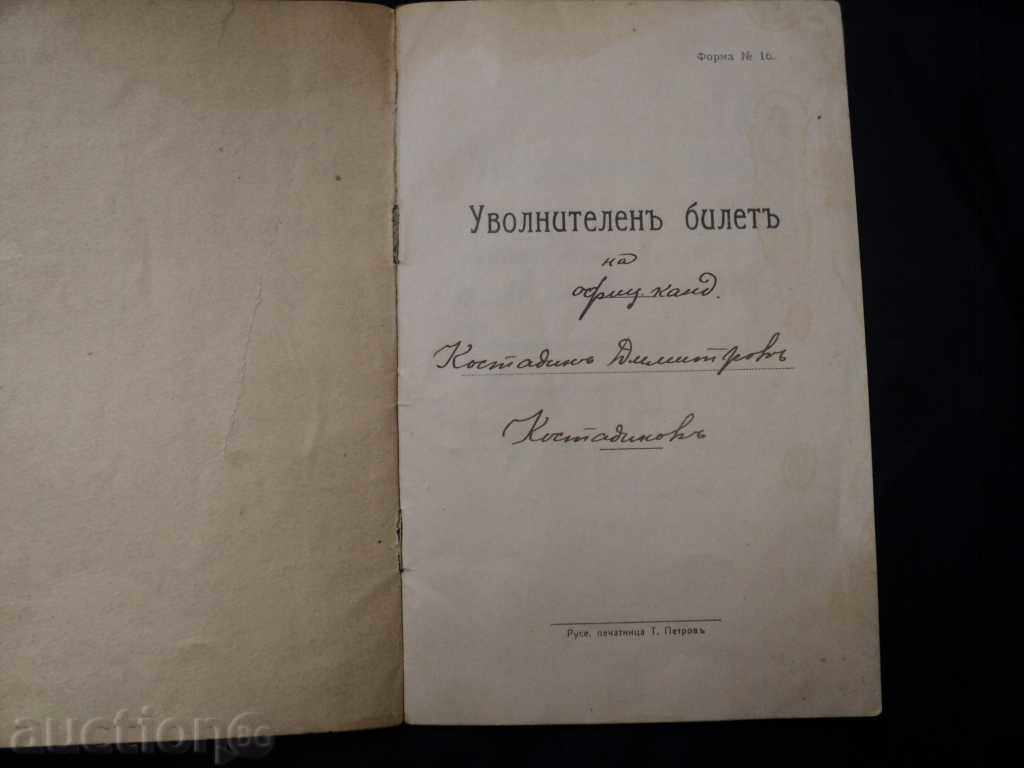 Форма № 16.
Уволнителенъ билетъ
на
офиц. канд.
Костадинъ Димитровъ
Костадиновъ
Русе, печатница Т. Петровъ
auction